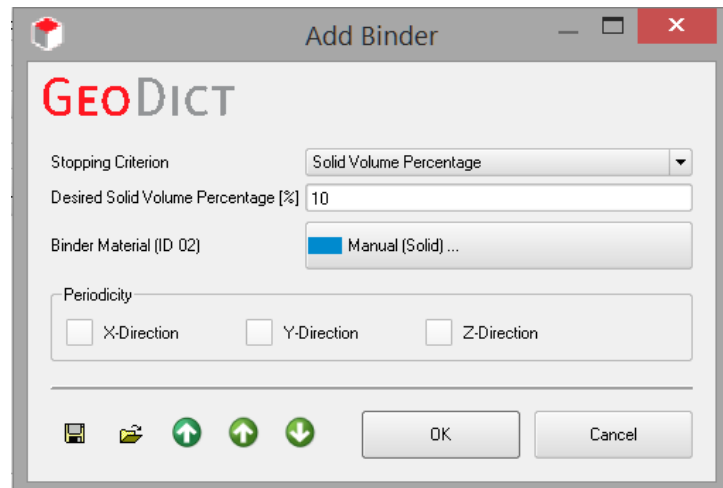 Add Binder
GEODICT
Stopping Criterion Solid Volume Percentage
Desired Solid Volume Percentage [%] 10
Binder Material (ID 02) Manual (Solid) ...
Periodicity
X-Direction Y-Direction Z-Direction
OK Cancel